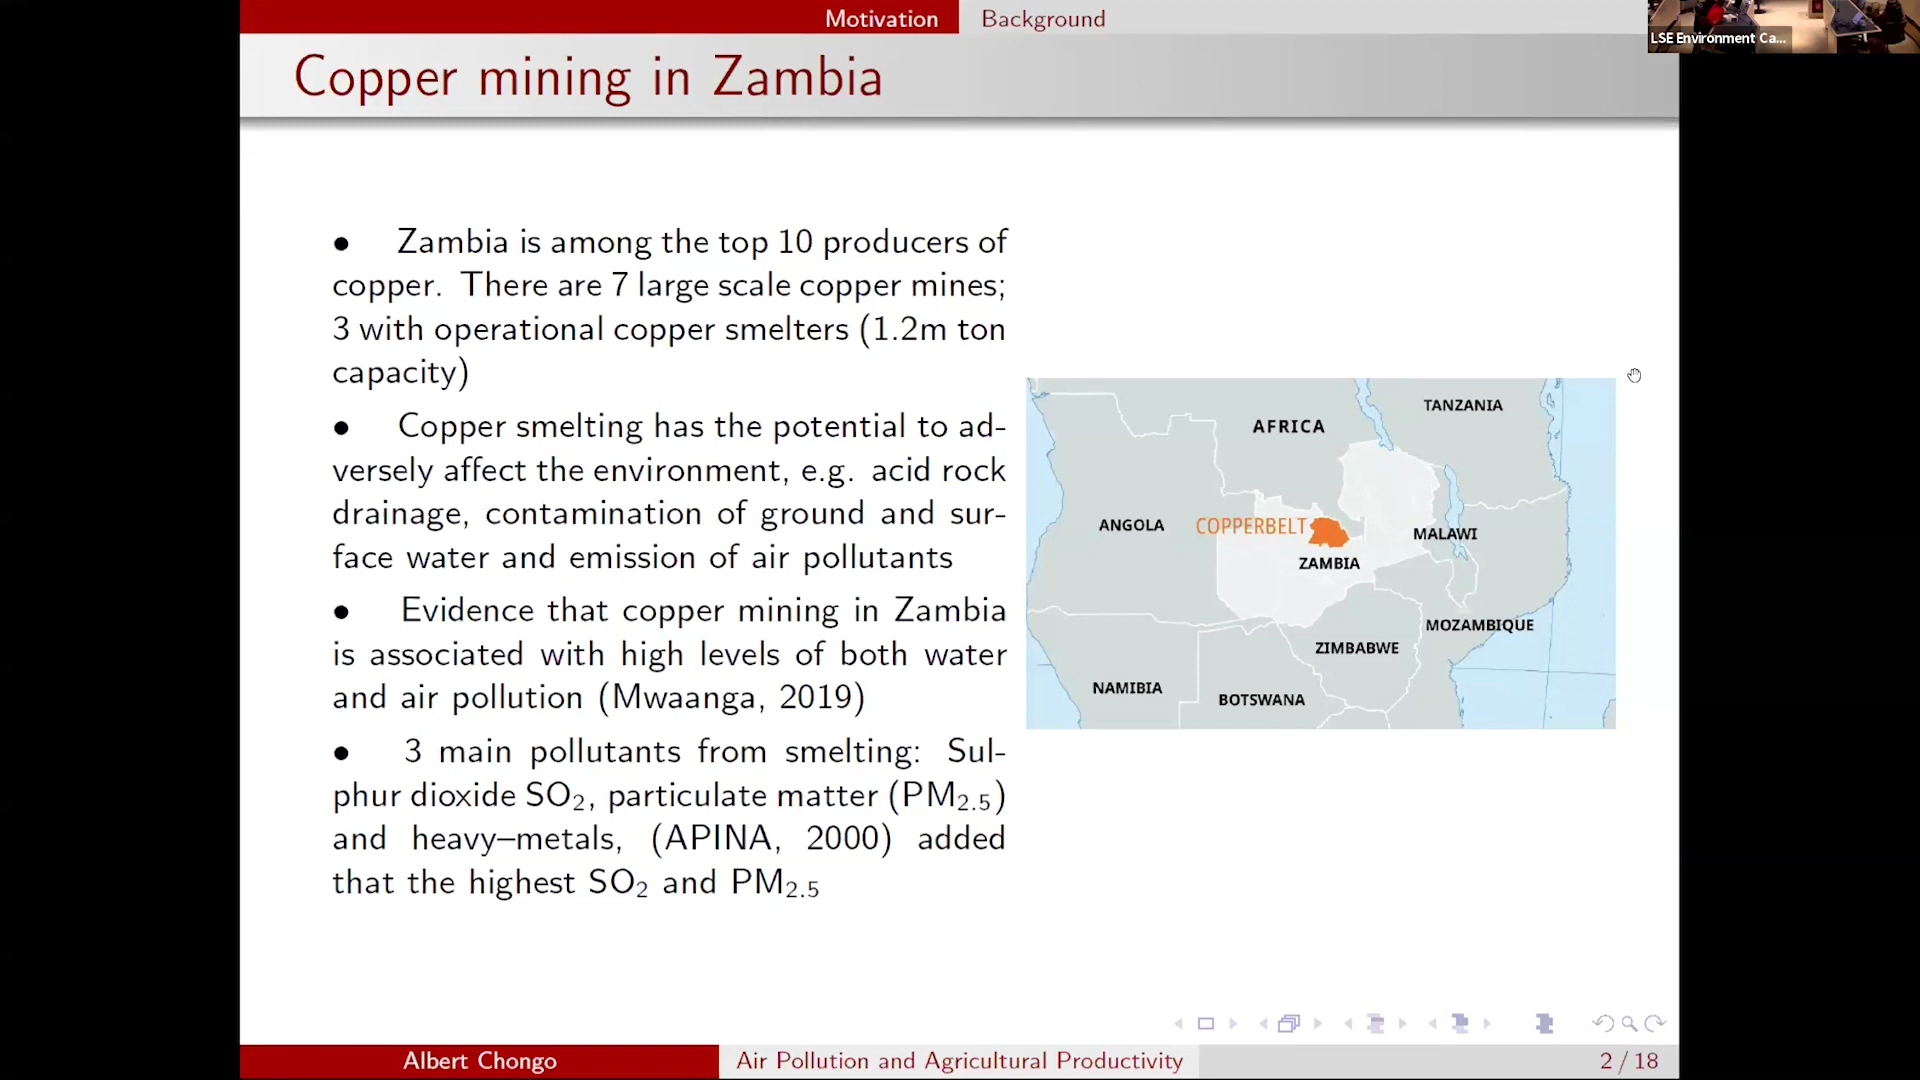 Motivation
Background
LSE Environment Ca...
Copper mining in Zambia
• Zambia is among the top 10 producers of
copper. There are 7 large scale copper mines;
3 with operational copper smelters (1.2m ton
capacity)
• Copper smelting has the potential to ad-
versely affect the environment, e.g. acid rock
drainage, contamination of ground and sur-
face water and emission of air pollutants
• Evidence that copper mining in Zambia
is associated with high levels of both water
and air pollution (Mwaanga, 2019)
• 3 main pollutants from smelting: Sul-
phur dioxide SO₂, particulate matter (PM₂.₅)
and heavy–metals, (APINA, 2000) added
that the highest SO₂ and PM₂.₅
TANZANIA
AFRICA
ANGOLA
COPPERBELT
MALAWI
ZAMBIA
MOZAMBIQUE
ZIMBABWE
NAMIBIA
BOTSWANA
Albert Chongo
Air Pollution and Agricultural Productivity
2 / 18